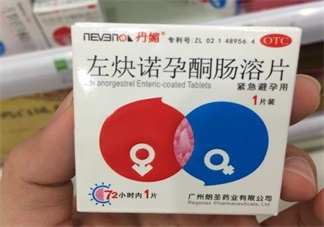 NEVENOL 丹媚 专利号: ZL 02 1 48956.4 OTC
左炔诺孕酮肠溶片
Levonorgestrel Enteric-coated Tablets
紧急避孕用
1片装
72小时内1片
广州朗圣药业有限公司
Regenex Pharmaceuticals, Ltd.